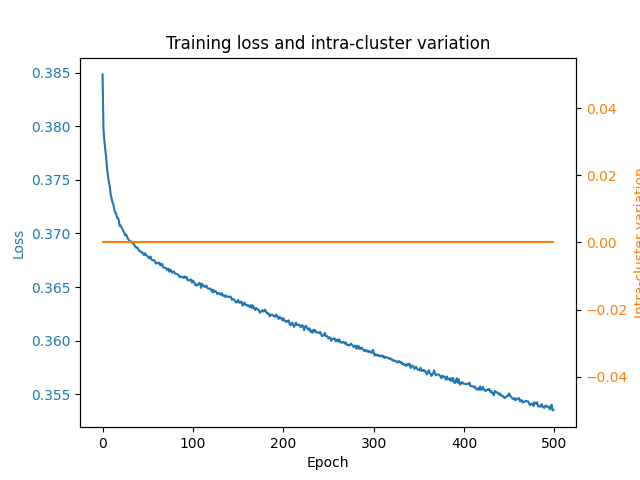 Training loss and intra-cluster variation
0.385
0.380
0.375
0.370
0.365
0.360
0.355
Loss
0.04
0.02
0.00
−0.02
−0.04
Intra-cluster variation
0 100 200 300 400 500
Epoch